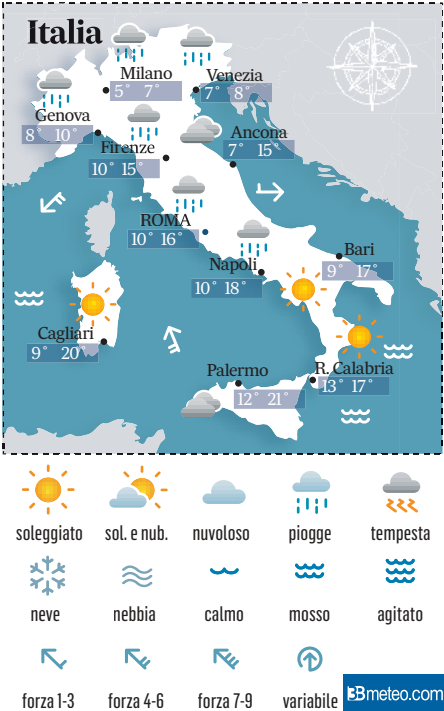 Italia
Milano
5° 7°
Venezia
7° 8°
Genova
8° 10°
Firenze
10° 15°
Ancona
7° 15°
ROMA
10° 16°
Napoli
10° 18°
Bari
9° 17°
Cagliari
9° 20°
Palermo
12° 21°
R. Calabria
13° 17°
soleggiato sol. e nub. nuvoloso piogge tempesta
neve nebbia calmo mosso agitato
forza 1-3 forza 4-6 forza 7-9 variabile
3Bmeteo.com